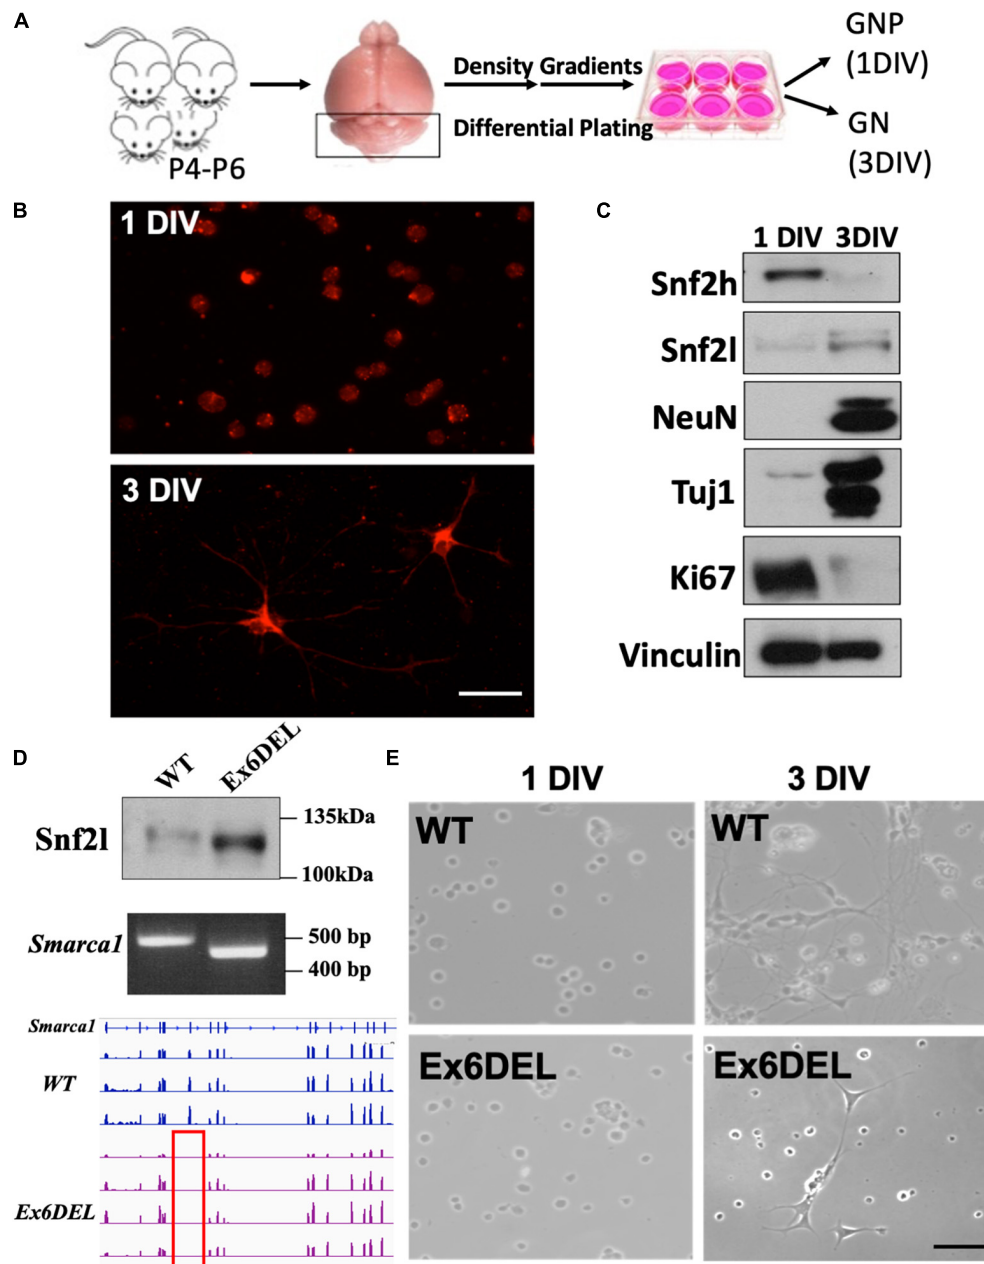 A
P4-P6
Density Gradients
Differential Plating
GNP
(1DIV)
GN
(3DIV)
B
1 DIV
3 DIV
C
1 DIV 3DIV
Snf2h
Snf2l
NeuN
Tuj1
Ki67
Vinculin
D
WT
Ex6DEL
Snf2l
135kDa
100kDa
Smarca1
500 bp
400 bp
Smarca1
WT
Ex6DEL
E
1 DIV
3 DIV
WT
WT
Ex6DEL
Ex6DEL